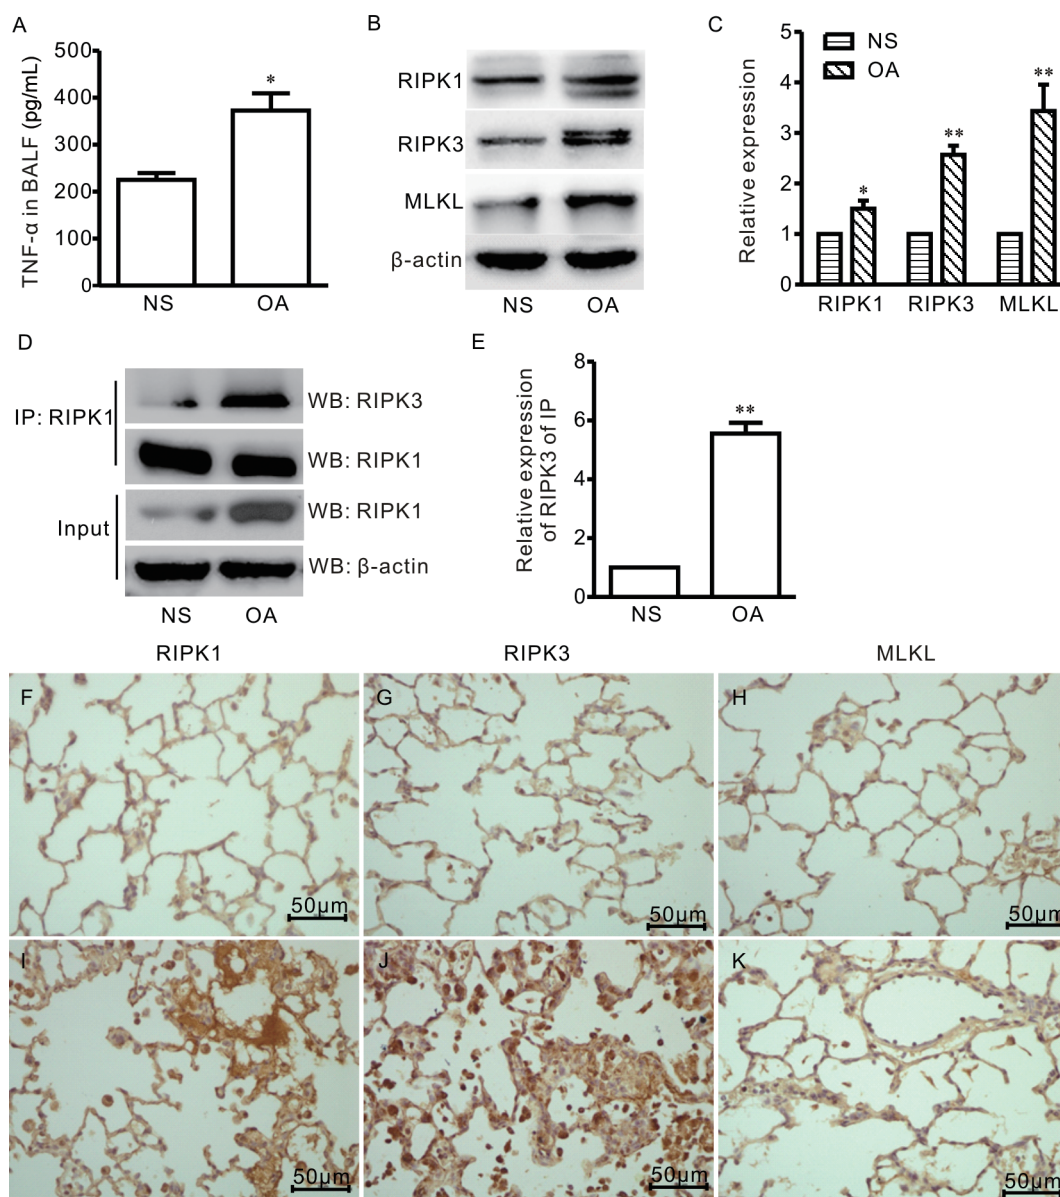 A
TNF-α in BALF (pg/mL)
500
400
300
200
100
0
*
NS
OA
B
RIPK1
RIPK3
MLKL
β-actin
NS
OA
C
Relative expression
5
4
3
2
1
0
NS
OA
*
**
**
RIPK1
RIPK3
MLKL
D
IP: RIPK1
Input
WB: RIPK3
WB: RIPK1
WB: RIPK1
WB: β-actin
NS
OA
E
Relative expression
of RIPK3 of IP
8
6
4
2
0
**
NS
OA
RIPK1
RIPK3
MLKL
F
50μm
G
50μm
H
50μm
I
50μm
J
50μm
K
50μm